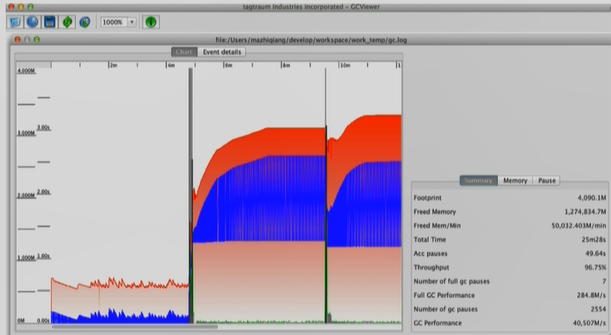 tagtraum industries incorporated - GCViewer
1000%
file:/Users/mazhiqiang/develop/workspace/work_temp/gc.log
Chart Event details
2m 4m 6m 8m 10m 1
4,000M
3,000M 3.00s
2,000M 2.00s
1,000M 1.00s
0M 0.00s
Summary Memory Pause
Footprint 4,090.1M
Freed Memory 1,274,834.7M
Freed Mem/Min 50,032.403M/min
Total Time 25m28s
Acc pauses 49.64s
Throughput 96.75%
Number of full gc pauses 7
Full GC Performance 284.8M/s
Number of gc pauses 2554
GC Performance 40,507M/s